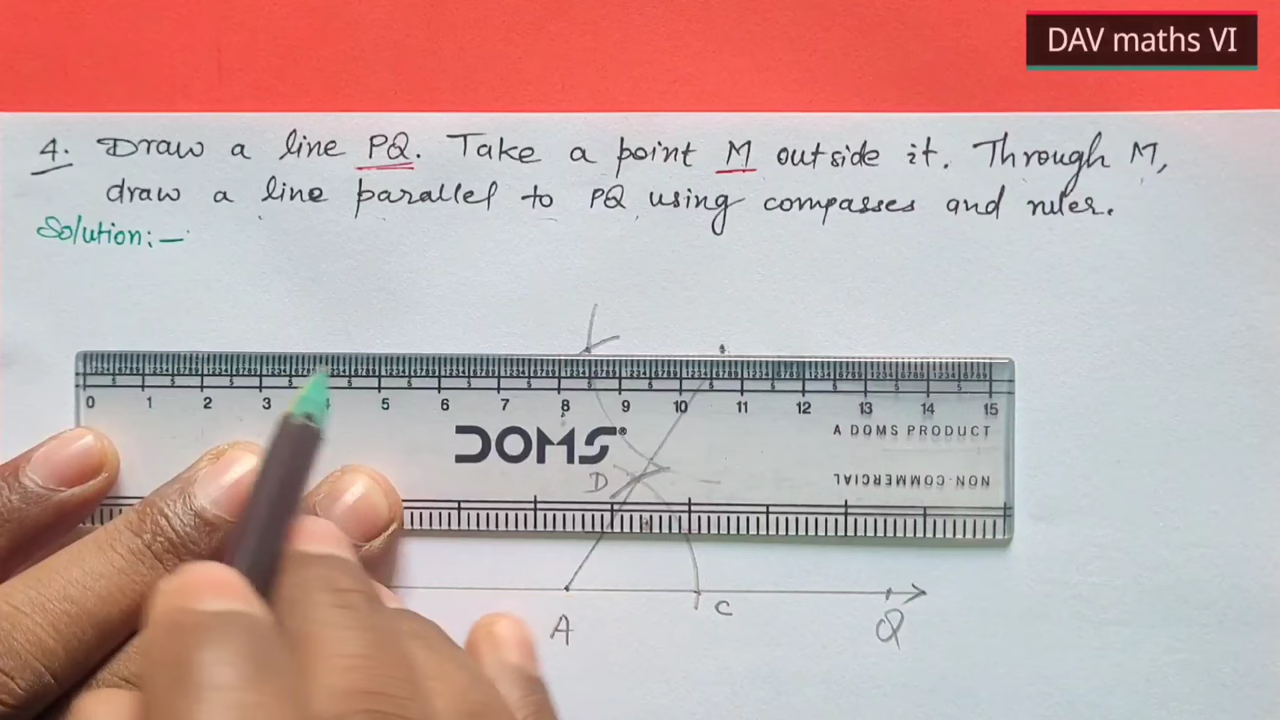 DAV maths VI
4. Draw a line PQ. Take a point M outside it. Through M,
draw a line parallel to PQ using compasses and ruler.
Solution:-
0 1 2 3 4 5 6 7 8 9 10 11 12 13 14 15
DOMS®
A DOMS PRODUCT
NON-COMMERCIAL
D
A C Q